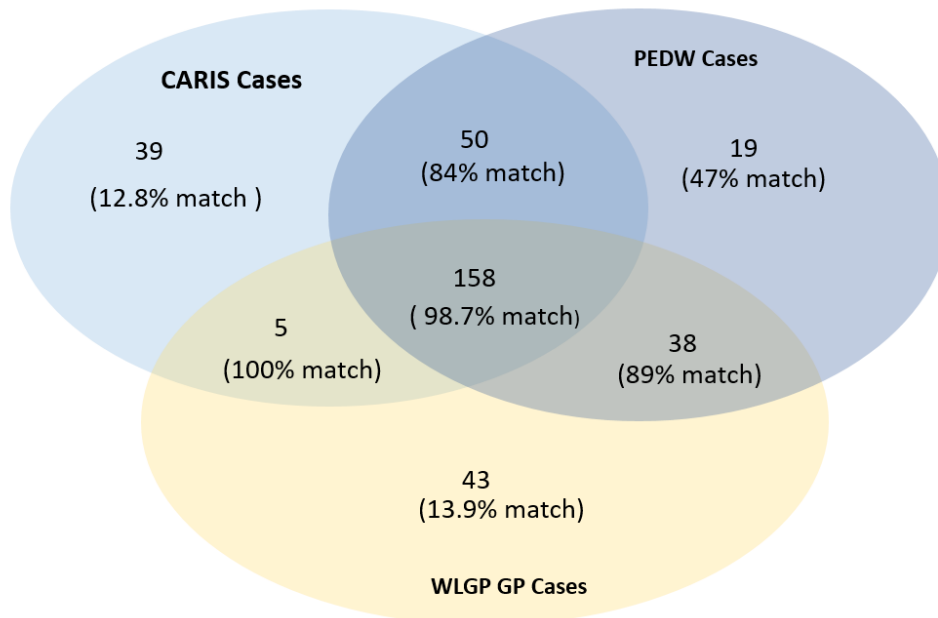 CARIS Cases
PEDW Cases
39
(12.8% match )
50
(84% match)
19
(47% match)
158
( 98.7% match)
5
(100% match)
38
(89% match)
43
(13.9% match)
WLGP GP Cases